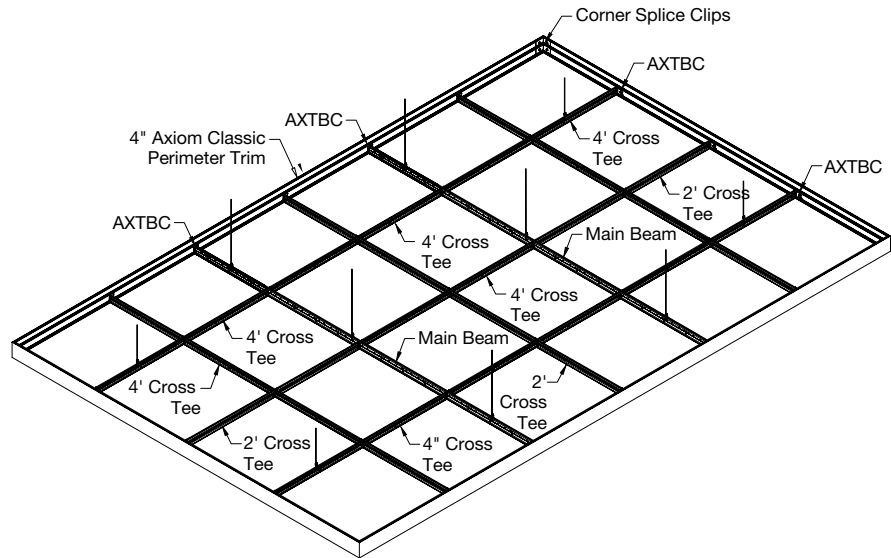 Corner Splice Clips
AXTBC
AXTBC
4" Axiom Classic
Perimeter Trim
4' Cross
Tee
AXTBC
2' Cross
Tee
AXTBC
4' Cross
Tee
Main Beam
4' Cross
Tee
4' Cross
Tee
Main Beam
4' Cross
Tee
2'
Cross
Tee
2' Cross
Tee
4" Cross
Tee